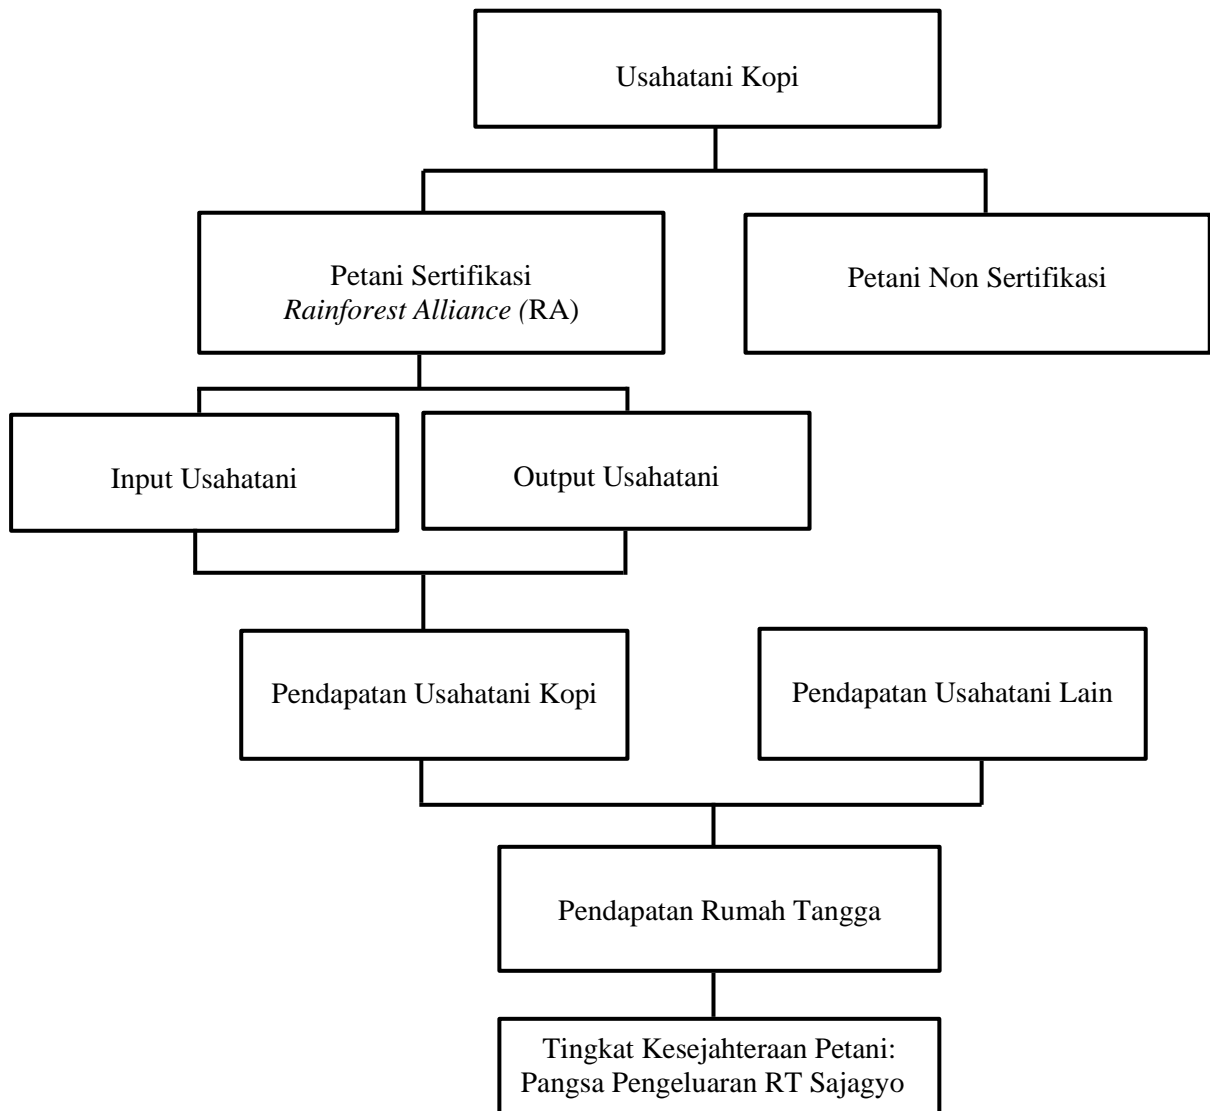 Usahatani Kopi
Petani Sertifikasi
Rainforest Alliance (RA)
Petani Non Sertifikasi
Input Usahatani
Output Usahatani
Pendapatan Usahatani Kopi
Pendapatan Usahatani Lain
Pendapatan Rumah Tangga
Tingkat Kesejahteraan Petani:
Pangsa Pengeluaran RT Sajagyo